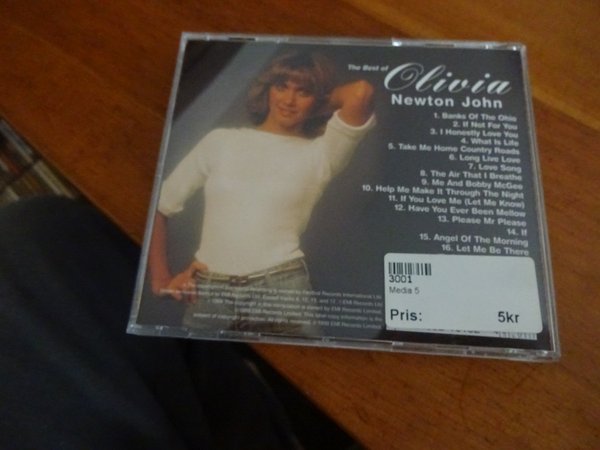 The Best of
Olivia
Newton John
1. Banks Of The Ohio
2. If Not For You
3. I Honestly Love You
4. What Is Life
5. Take Me Home Country Roads
6. Long Live Love
7. Love Song
8. The Air That I Breathe
9. Me And Bobby McGee
10. Help Me Make It Through The Night
11. If You Love Me (Let Me Know)
12. Have You Ever Been Mellow
13. Please Mr Please
14. If
15. Angel Of The Morning
16. Let Me Be There
3001
Media 5
Pris: 5kr